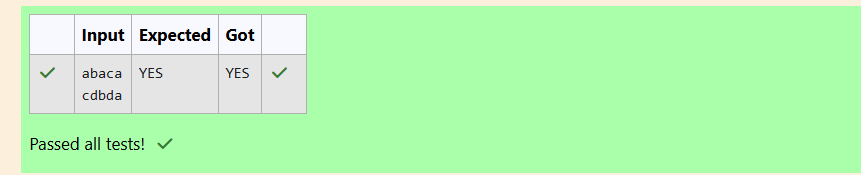 Input Expected Got
abaca YES YES
cdbda
Passed all tests!